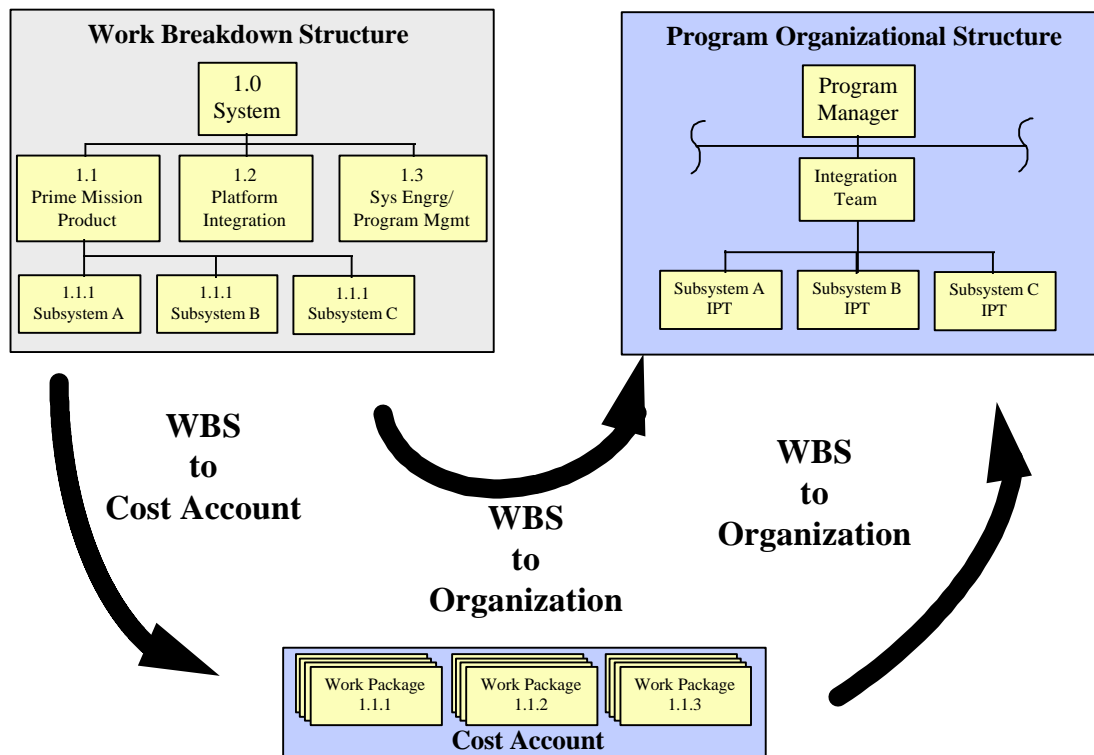 Work Breakdown Structure
1.0
System
1.1
Prime Mission
Product
1.2
Platform
Integration
1.3
Sys Engrg/
Program Mgmt
1.1.1
Subsystem A
1.1.1
Subsystem B
1.1.1
Subsystem C
Program Organizational Structure
Program
Manager
Integration
Team
Subsystem A
IPT
Subsystem B
IPT
Subsystem C
IPT
WBS
to
Cost Account
WBS
to
Organization
WBS
to
Organization
Work Package
1.1.1
Work Package
1.1.2
Work Package
1.1.3
Cost Account